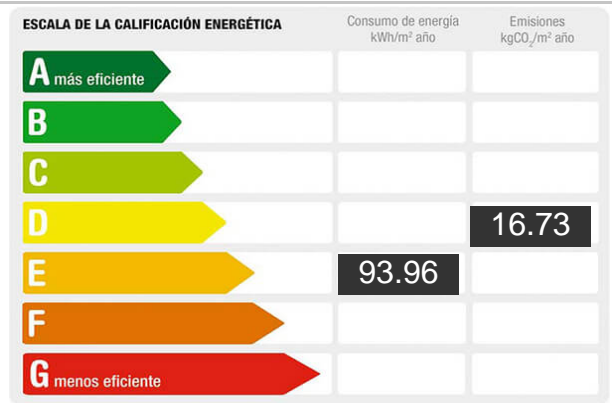 ESCALA DE LA CALIFICACIÓN ENERGÉTICA
Consumo de energía
kWh/m² año
Emisiones
kgCO₂/m² año
A más eficiente
B
C
D
16.73
E
93.96
F
G menos eficiente